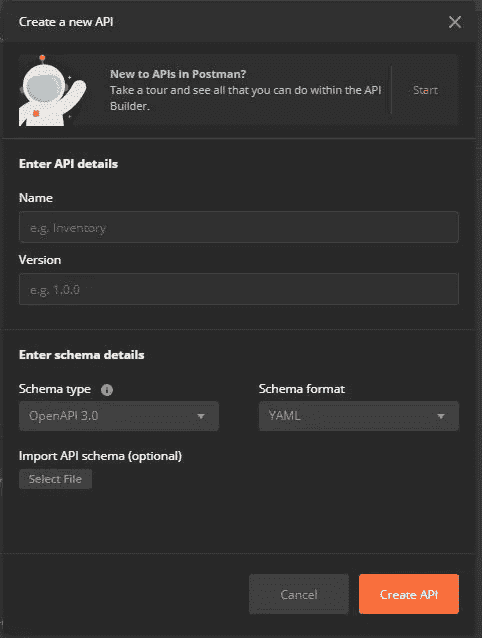 Create a new API
New to APIs in Postman?
Take a tour and see all that you can do within the API
Builder.
Start
Enter API details
Name
e.g. Inventory
Version
e.g. 1.0.0
Enter schema details
Schema type
Schema format
OpenAPI 3.0
YAML
Import API schema (optional)
Select File
Cancel
Create API